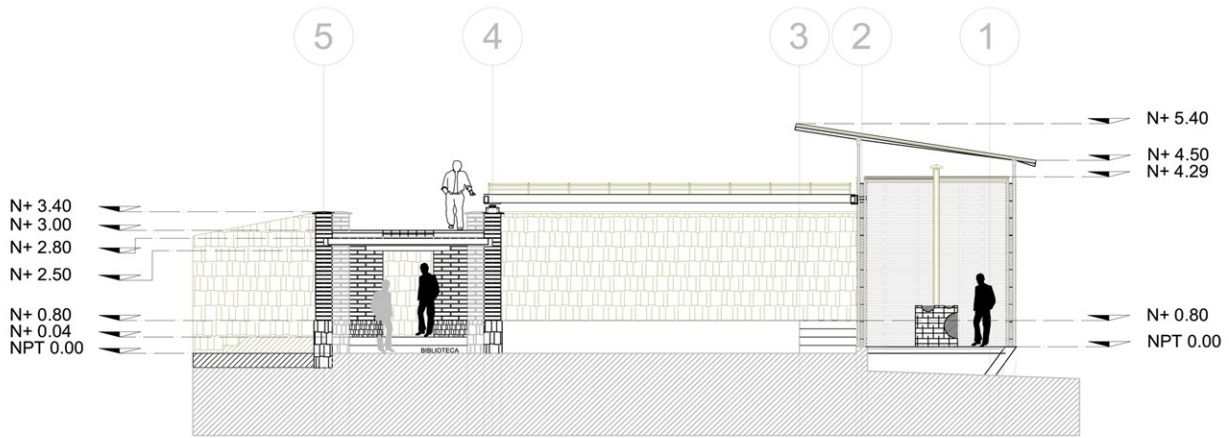 5
4
3
2
1
N+ 5.40
N+ 4.50
N+ 4.29
N+ 3.40
N+ 3.00
N+ 2.80
N+ 2.50
N+ 0.80
N+ 0.04
NPT 0.00
N+ 0.80
NPT 0.00
BIBLIOTECA